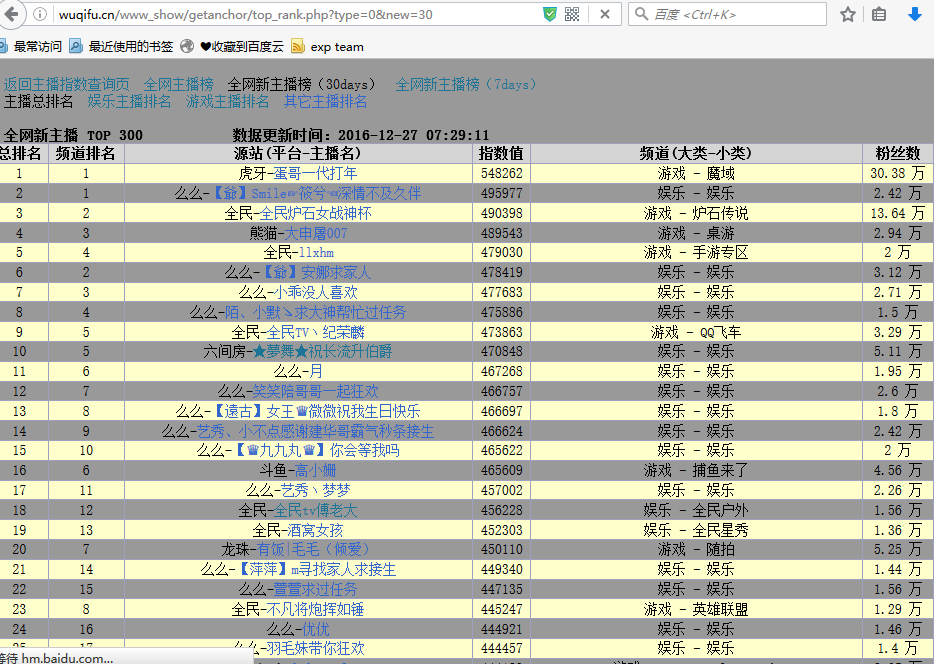 wuqifu.cn/www_show/getanchor/top_rank.php?type=0&new=30
百度 <Ctrl+K>
最常访问 最近使用的书签 ♥收藏到百度云 exp team
返回主播指数查询页 全网主播榜 全网新主播榜（30days） 全网新主播榜（7days）
主播总排名 娱乐主播排名 游戏主播排名 其它主播排名
全网新主播 TOP 300 数据更新时间：2016-12-27 07:29:11
总排名 频道排名 源站(平台-主播名) 指数值 频道(大类-小类) 粉丝数
1 1 虎牙-蛋哥一代打年 548262 游戏 - 魔域 30.38 万
2 1 么么-【爺】Smile 筱兮 深情不及久伴 495977 娱乐 - 娱乐 2.42 万
3 2 全民-全民炉石女战神杯 490398 游戏 - 炉石传说 13.64 万
4 3 熊猫-大申屠007 489543 游戏 - 桌游 2.94 万
5 4 全民-llxhm 479030 游戏 - 手游专区 2 万
6 2 么么-【爺】安娜求家人 478419 娱乐 - 娱乐 3.12 万
7 3 么么-小乖没人喜欢 477683 娱乐 - 娱乐 2.71 万
8 4 么么-陌、小默↘求大神帮忙过任务 475886 娱乐 - 娱乐 1.5 万
9 5 全民-全民TV丶纪荣麟 473863 游戏 - QQ飞车 3.29 万
10 5 六间房-★夢舞★祝长流升伯爵 470848 娱乐 - 娱乐 5.11 万
11 6 么么-月 467268 娱乐 - 娱乐 1.95 万
12 7 么么-笑笑陪哥哥一起狂欢 466757 娱乐 - 娱乐 2.6 万
13 8 么么-【遠古】女王♛微微祝我生日快乐 466697 娱乐 - 娱乐 1.8 万
14 9 么么-艺秀、小不点感谢建华哥霸气秒条接生 466624 娱乐 - 娱乐 2.42 万
15 10 么么-【♛九九丸♛】你会等我吗 465622 娱乐 - 娱乐 2 万
16 6 斗鱼-高小姗 465609 游戏 - 捕鱼来了 4.56 万
17 11 么么-艺秀丶梦梦 457002 娱乐 - 娱乐 2.26 万
18 12 全民-全民tv傅老大 456228 娱乐 - 全民户外 1.56 万
19 13 全民-酒窝女孩 452303 娱乐 - 全民星秀 1.36 万
20 7 龙珠-有饭|毛毛（倾爱） 450110 游戏 - 随拍 5.25 万
21 14 么么-【萍萍】m寻找家人求接生 449340 娱乐 - 娱乐 1.44 万
22 15 么么-萱萱求过任务 447135 娱乐 - 娱乐 1.56 万
23 8 全民-不凡将炮挥如锤 445247 游戏 - 英雄联盟 1.29 万
24 16 么么-优优 444921 娱乐 - 娱乐 1.46 万
25 17 么么-羽毛妹带你狂欢 444457 娱乐 - 娱乐 1.4 万
等待 hm.baidu.com...